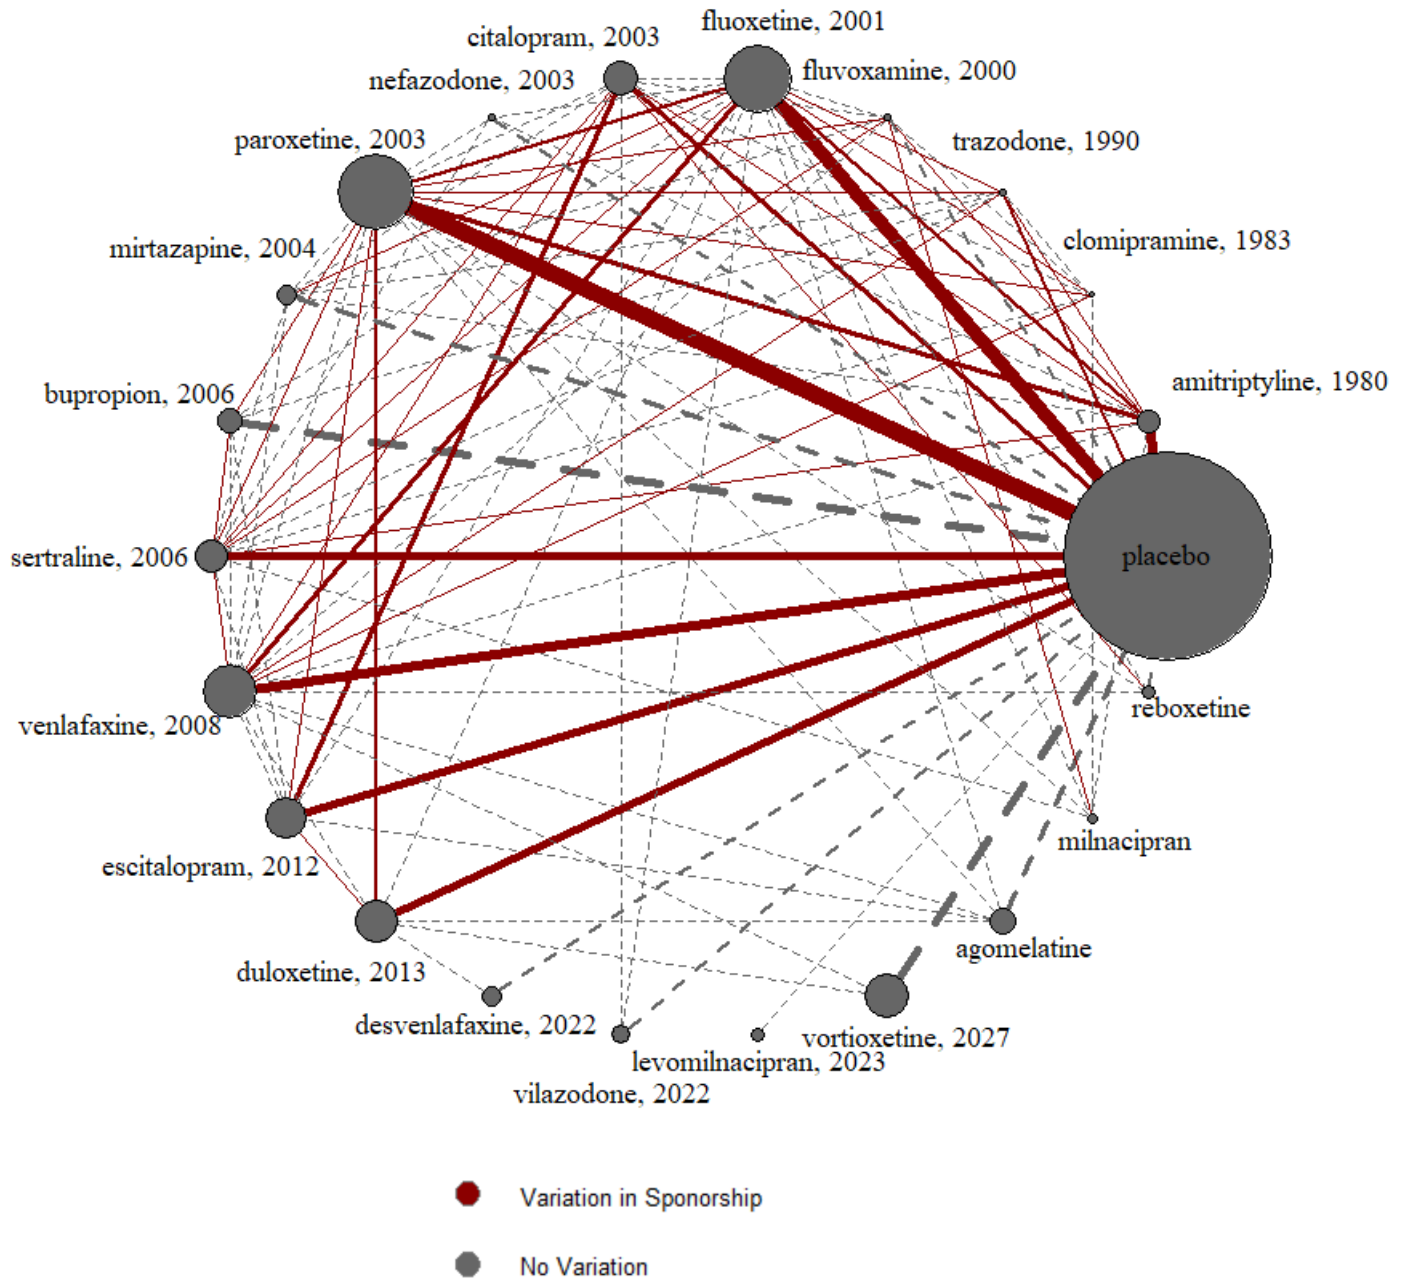 fluoxetine, 2001
citalopram, 2003
fluvoxamine, 2000
nefazodone, 2003
paroxetine, 2003
trazodone, 1990
mirtazapine, 2004
clomipramine, 1983
bupropion, 2006
amitriptyline, 1980
sertraline, 2006
placebo
venlafaxine, 2008
reboxetine
escitalopram, 2012
milnacipran
duloxetine, 2013
agomelatine
desvenlafaxine, 2022
vortioxetine, 2027
levomilnacipran, 2023
vilazodone, 2022
Variation in Sponorship
No Variation